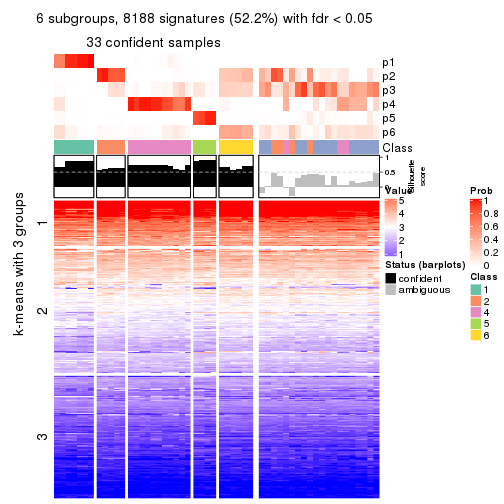 6 subgroups, 8188 signatures (52.2%) with fdr < 0.05
33 confident samples
p1
p2
p3
p4
p5
p6
Class
1
0.5
0
Silhouette
score
k-means with 3 groups
1
2
3
Value
5
4
3
2
1
Status (barplots)
confident
ambiguous
Prob
1
0.8
0.6
0.4
0.2
0
Class
1
2
4
5
6